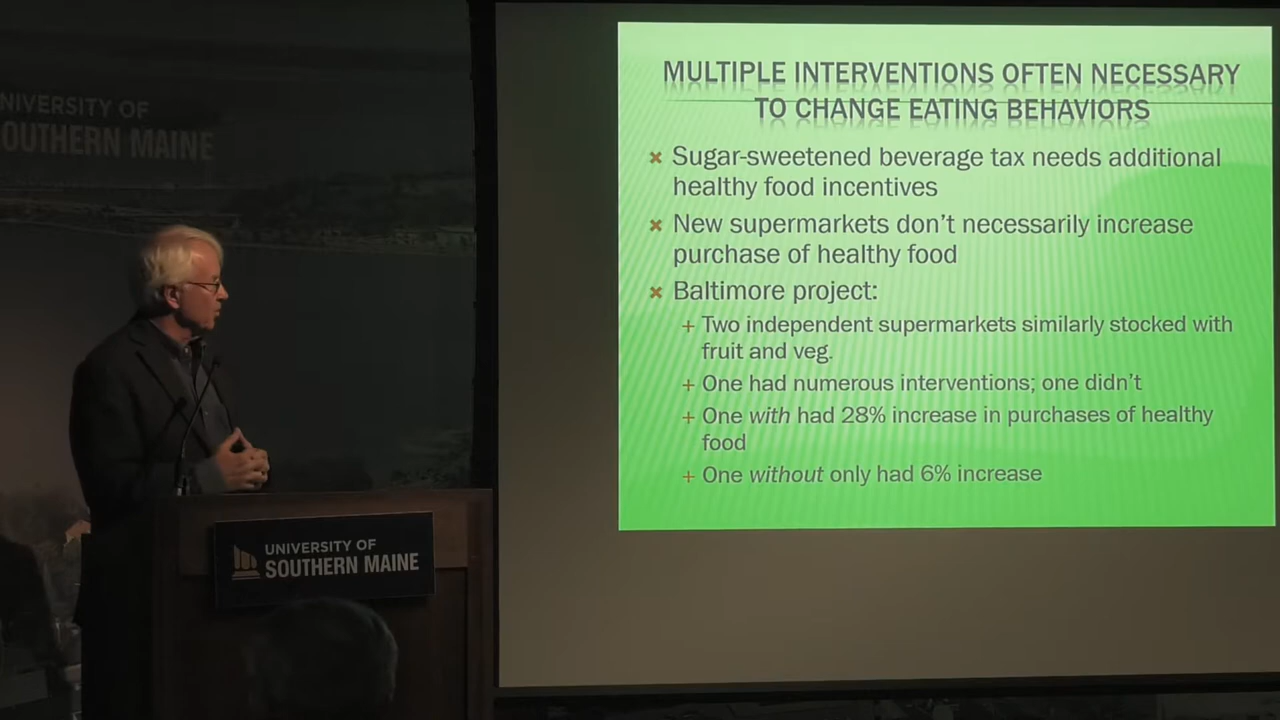 UNIVERSITY OF
SOUTHERN MAINE
MULTIPLE INTERVENTIONS OFTEN NECESSARY
TO CHANGE EATING BEHAVIORS
Sugar-sweetened beverage tax needs additional
healthy food incentives
New supermarkets don't necessarily increase
purchase of healthy food
Baltimore project:
+ Two independent supermarkets similarly stocked with
fruit and veg.
+ One had numerous interventions; one didn't
+ One with had 28% increase in purchases of healthy
food
+ One without only had 6% increase
UNIVERSITY OF
SOUTHERN MAINE